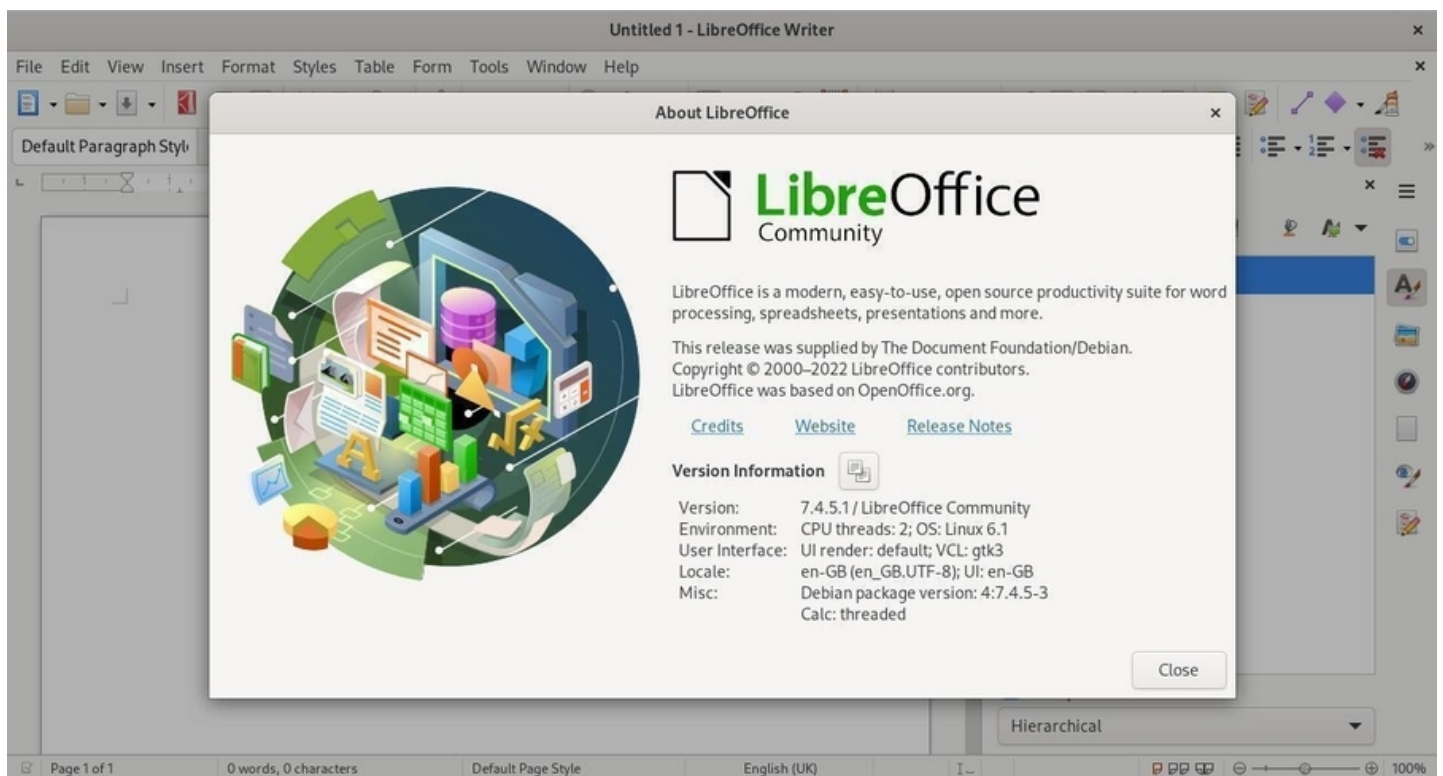 Untitled 1 - LibreOffice Writer
File Edit View Insert Format Styles Table Form Tools Window Help
About LibreOffice
Default Paragraph Styl
LibreOffice
Community
LibreOffice is a modern, easy-to-use, open source productivity suite for word
processing, spreadsheets, presentations and more.
This release was supplied by The Document Foundation/Debian.
Copyright © 2000–2022 LibreOffice contributors.
LibreOffice was based on OpenOffice.org.
Credits Website Release Notes
Version Information
Version: 7.4.5.1 / LibreOffice Community
Environment: CPU threads: 2; OS: Linux 6.1
User Interface: UI render: default; VCL: gtk3
Locale: en-GB (en_GB.UTF-8); UI: en-GB
Misc: Debian package version: 4:7.4.5-3
Calc: threaded
Close
Hierarchical
Page 1 of 1 0 words, 0 characters Default Page Style English (UK) 100%